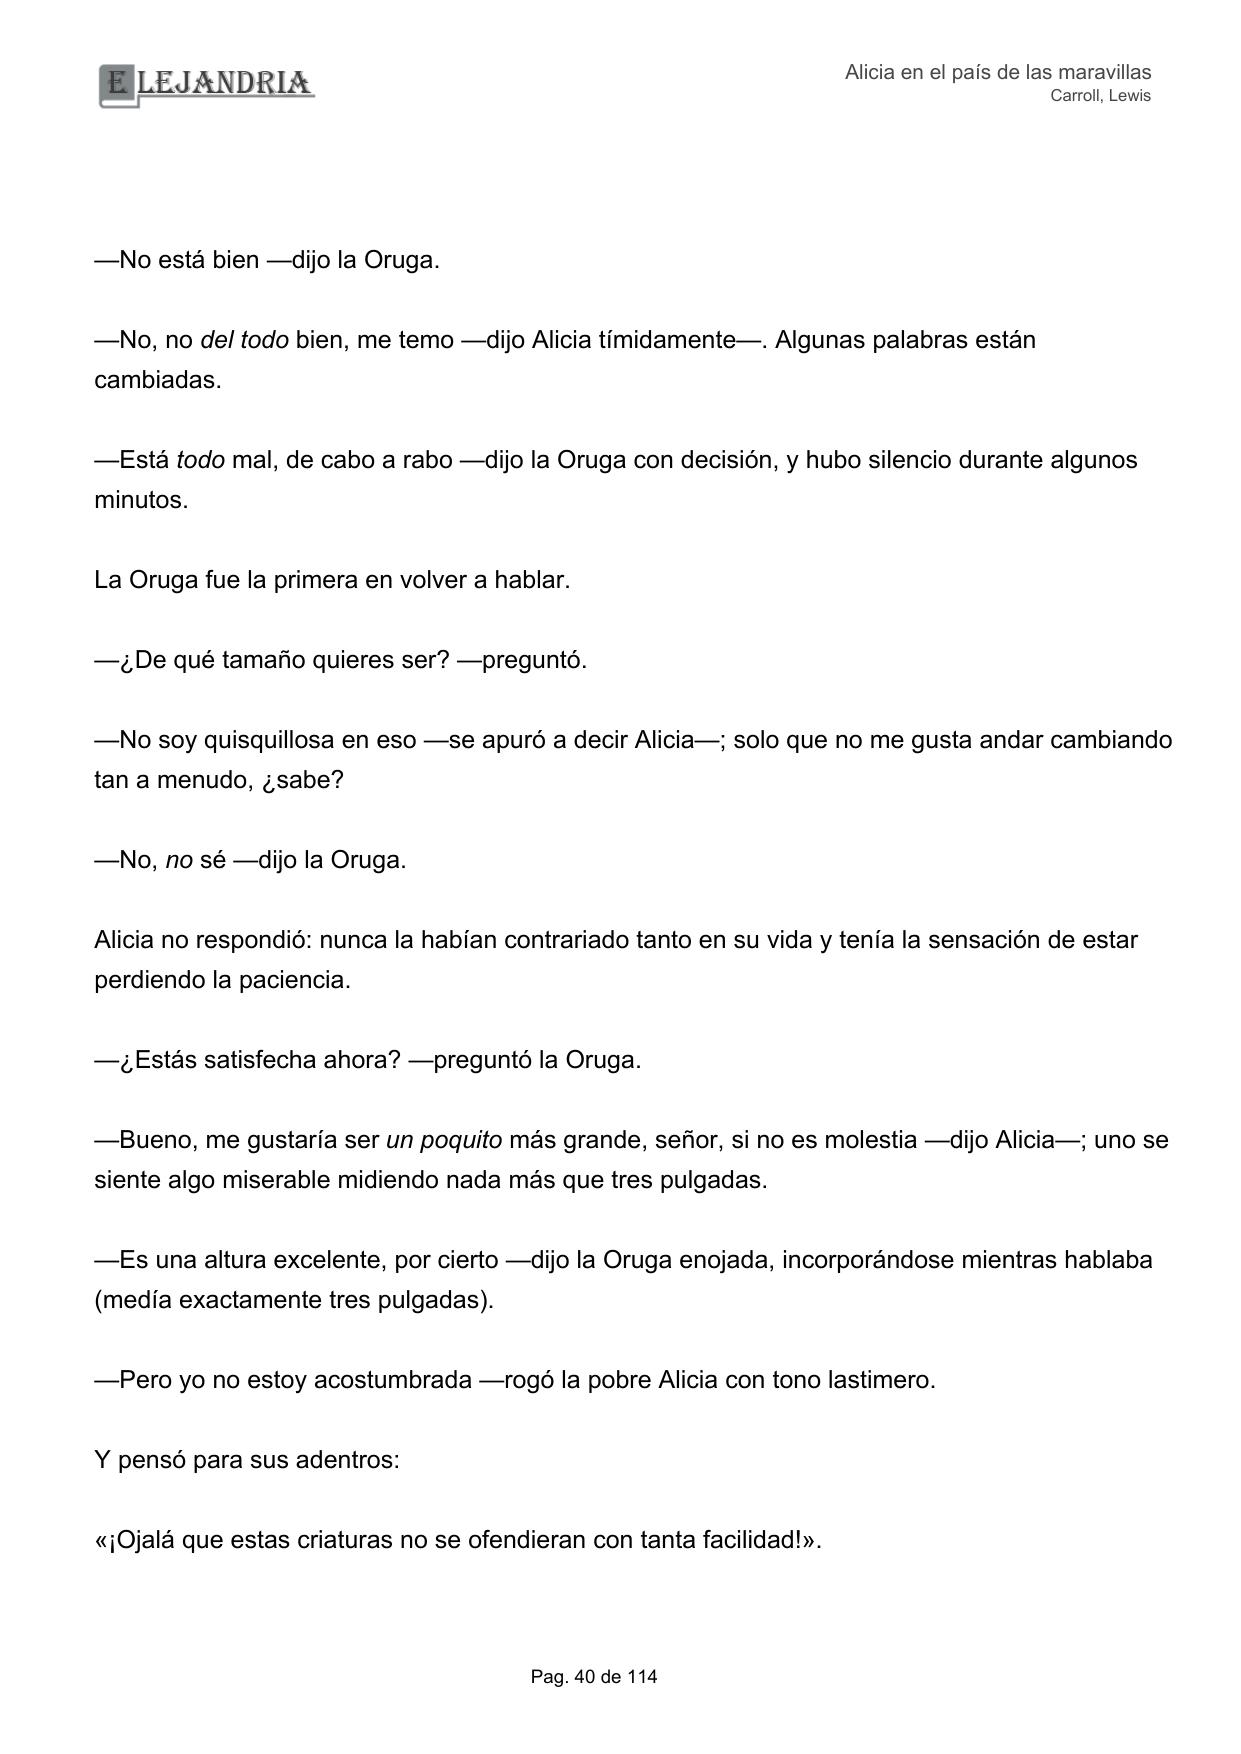 ELEJANDRIA
Alicia en el país de las maravillas
Carroll, Lewis
—No está bien —dijo la Oruga.
—No, no del todo bien, me temo —dijo Alicia tímidamente—. Algunas palabras están
cambiadas.
—Está todo mal, de cabo a rabo —dijo la Oruga con decisión, y hubo silencio durante algunos
minutos.
La Oruga fue la primera en volver a hablar.
—¿De qué tamaño quieres ser? —preguntó.
—No soy quisquillosa en eso —se apuró a decir Alicia—; solo que no me gusta andar cambiando
tan a menudo, ¿sabe?
—No, no sé —dijo la Oruga.
Alicia no respondió: nunca la habían contrariado tanto en su vida y tenía la sensación de estar
perdiendo la paciencia.
—¿Estás satisfecha ahora? —preguntó la Oruga.
—Bueno, me gustaría ser un poquito más grande, señor, si no es molestia —dijo Alicia—; uno se
siente algo miserable midiendo nada más que tres pulgadas.
—Es una altura excelente, por cierto —dijo la Oruga enojada, incorporándose mientras hablaba
(medía exactamente tres pulgadas).
—Pero yo no estoy acostumbrada —rogó la pobre Alicia con tono lastimero.
Y pensó para sus adentros:
«¡Ojalá que estas criaturas no se ofendieran con tanta facilidad!».
Pag. 40 de 114